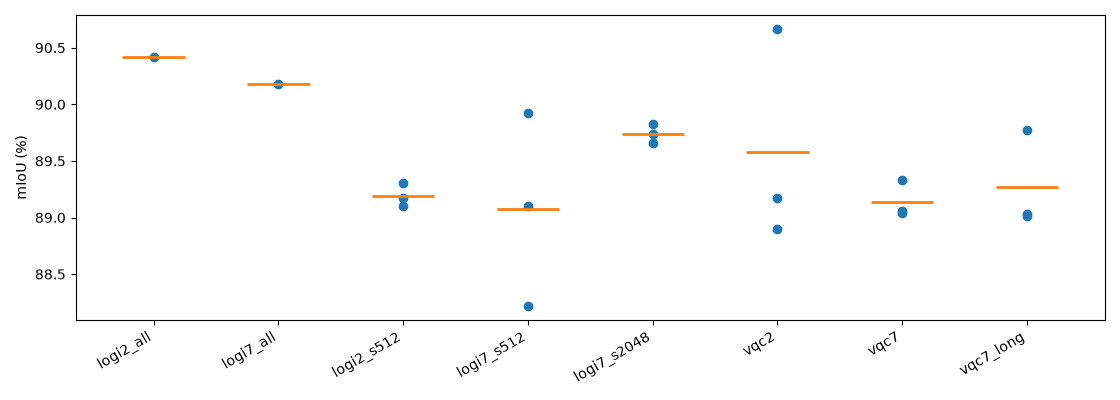 mIoU (%)
90.5
90.0
89.5
89.0
88.5
logi2_all
logi7_all
logi2_s512
logi7_s512
logi7_s2048
vqc2
vqc7
vqc7_long